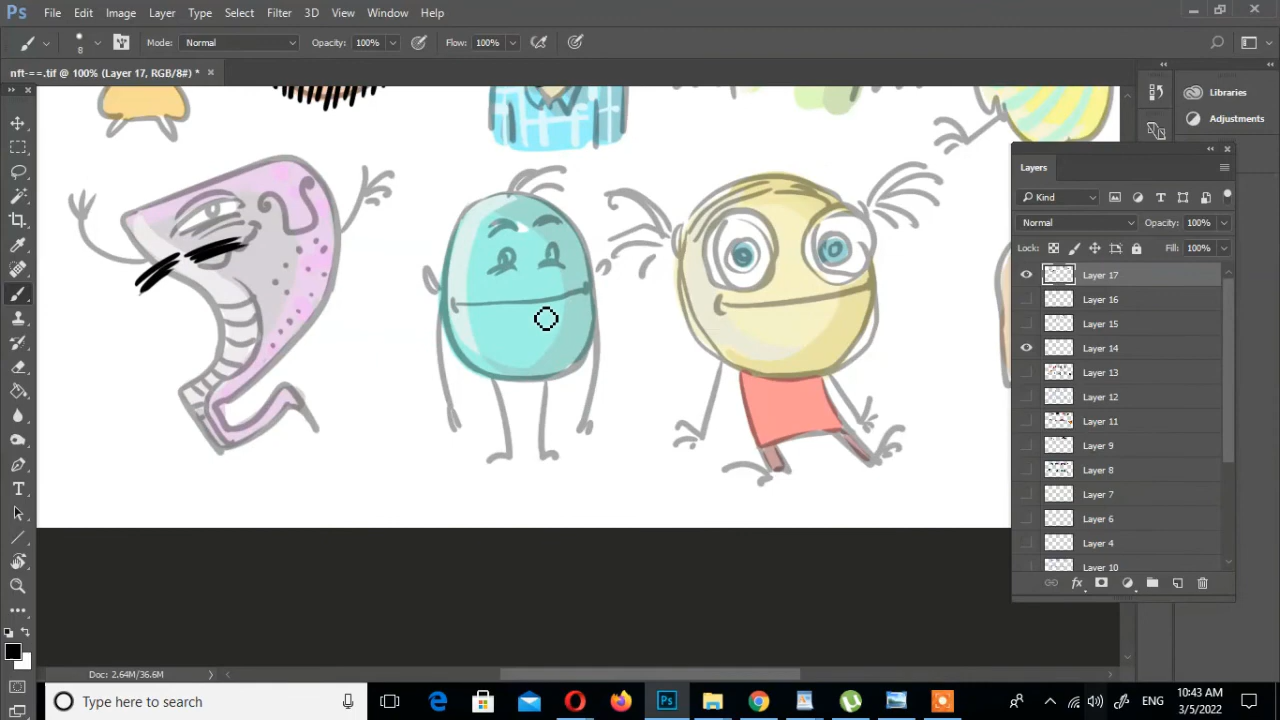 Ps File Edit Image Layer Type Select Filter 3D View Window Help
8 Mode: Normal Opacity: 100% Flow: 100%
nft-==.tif @ 100% (Layer 17, RGB/8#) * ×
Libraries
Adjustments
Layers
Kind
Normal Opacity: 100%
Lock: Fill: 100%
Layer 17
Layer 16
Layer 15
Layer 14
Layer 13
Layer 12
Layer 11
Layer 9
Layer 8
Layer 7
Layer 6
Layer 4
Layer 10
fx
Doc: 2.64M/36.6M
Type here to search
Ps
ENG
10:43 AM
3/5/2022